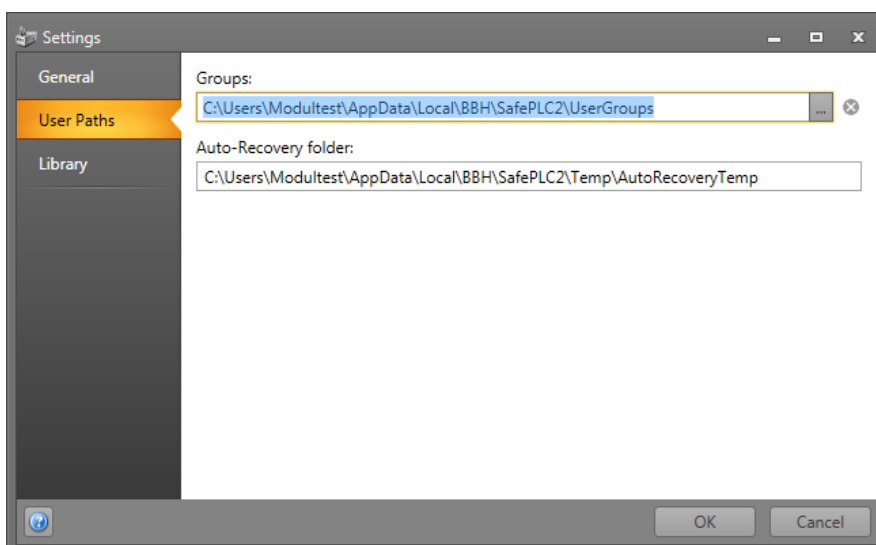 Settings
General
User Paths
Library
Groups:
C:\Users\Modultest\AppData\Local\BBH\SafePLC2\UserGroups
...
Auto-Recovery folder:
C:\Users\Modultest\AppData\Local\BBH\SafePLC2\Temp\AutoRecoveryTemp
?
OK
Cancel